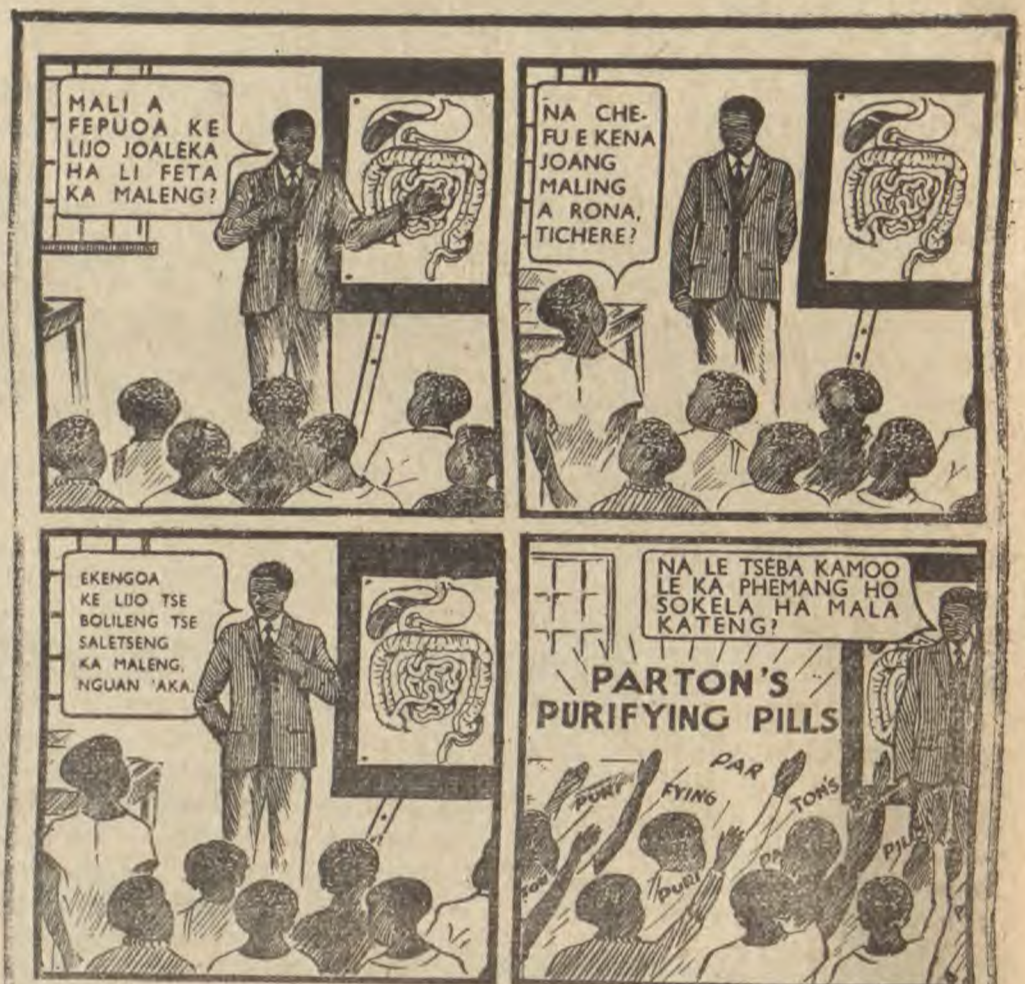 MALI A
FEPUOA KE
LIJO JOALEKA
HA LI FETA
KA MALENG?
NA CHE-
FU E KENA
JOANG
MALING
A RONA,
TICHERE?
EKENGOA
KE LIJO TSE
BOLILENG TSE
SALETSENG
KA MALENG,
NGUAN 'AKA.
NA LE TSÉBA KAMOO
LE KA PHEMANG HO
SOKELA HA MALA
KATENG?
PARTON'S
PURIFYING PILLS
PAR
TON'S
PURI
FYING
PILLS
PURI